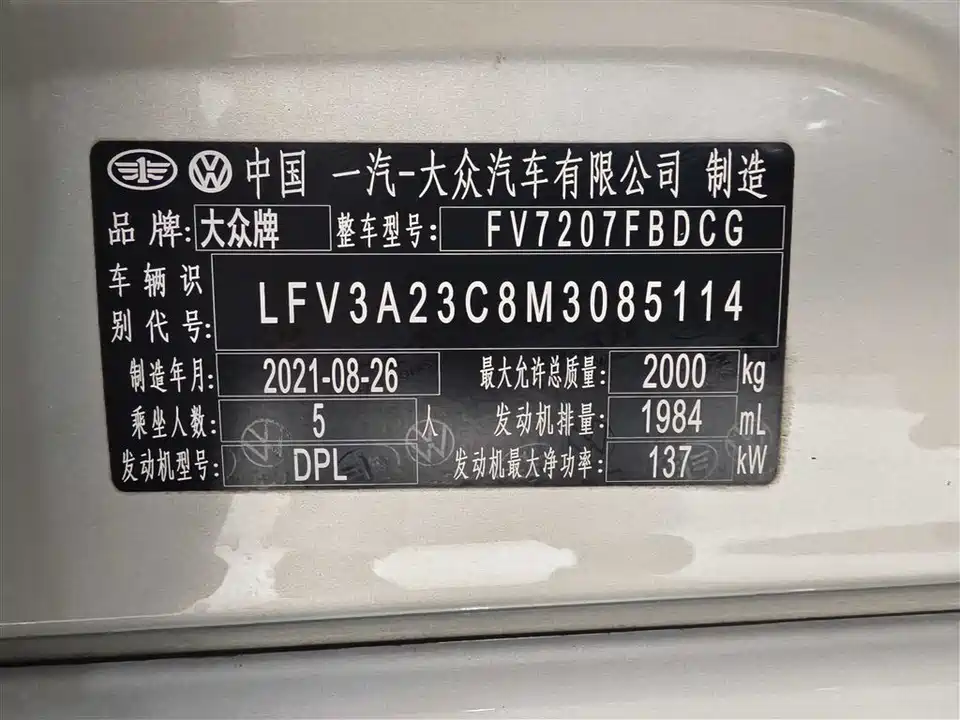 中国 一汽-大众汽车有限公司 制造
品牌: 大众牌 整车型号: FV7207FBDCG
车辆识别代号: LFV3A23C8M3085114
制造年月: 2021-08-26 最大允许总质量: 2000 kg
乘坐人数: 5 人 发动机排量: 1984 mL
发动机型号: DPL 发动机最大净功率: 137 kW